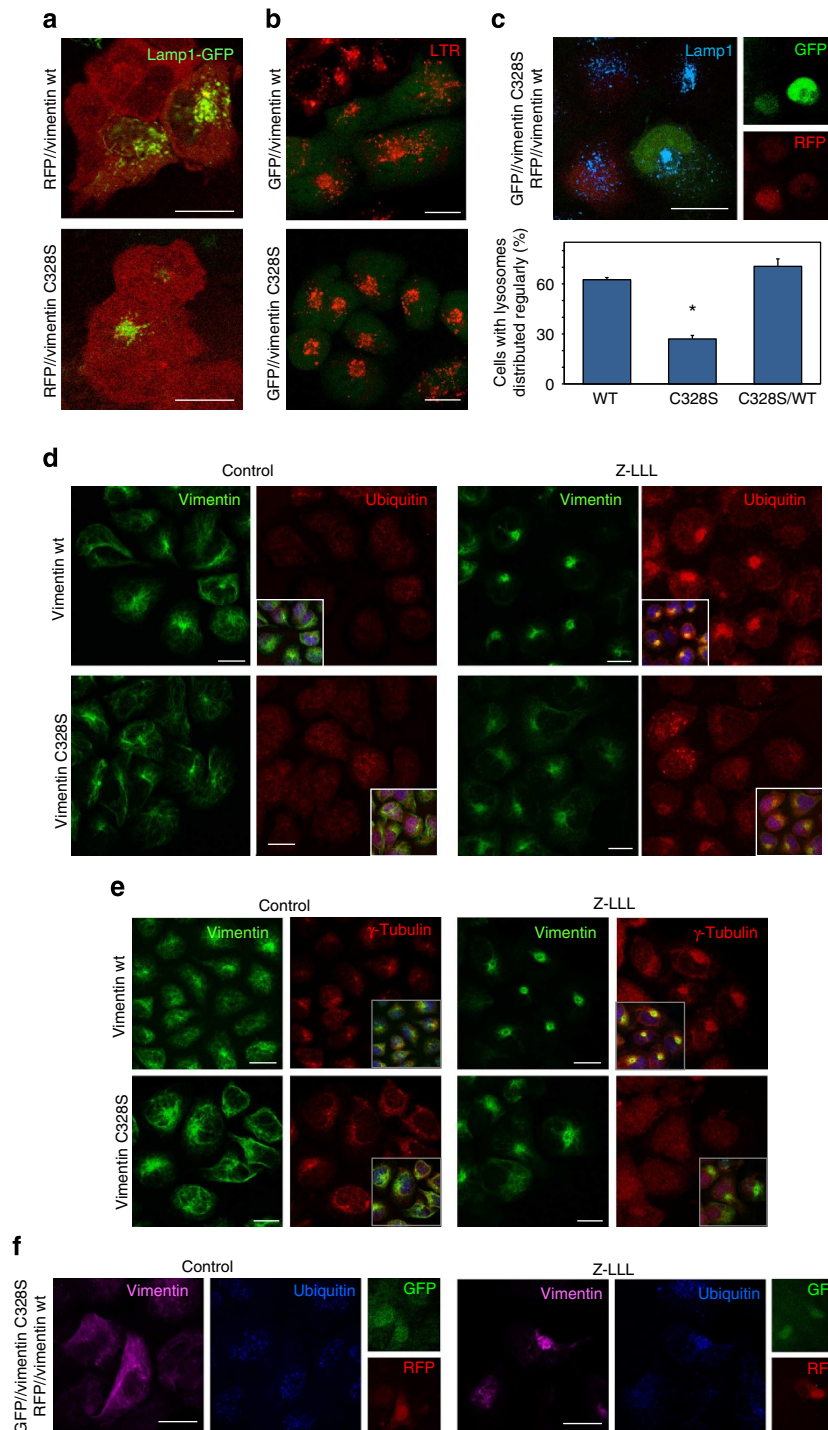 a
b
c
Lamp1-GFP
RFP//vimentin wt
RFP//vimentin C328S
LTR
GFP//vimentin wt
GFP//vimentin C328S
Lamp1
GFP
RFP
GFP//vimentin C328S
RFP//vimentin wt
Cells with lysosomes
distributed regularly (%)
60
30
0
*
WT
C328S
C328S/WT
d
Control
Z-LLL
Vimentin wt
Vimentin
Ubiquitin
Vimentin
Ubiquitin
Vimentin C328S
e
Control
Z-LLL
Vimentin wt
Vimentin
γ-Tubulin
Vimentin
γ-Tubulin
Vimentin C328S
f
Control
Z-LLL
GFP//vimentin C328S
RFP//vimentin wt
Vimentin
Ubiquitin
GFP
RFP
Vimentin
Ubiquitin